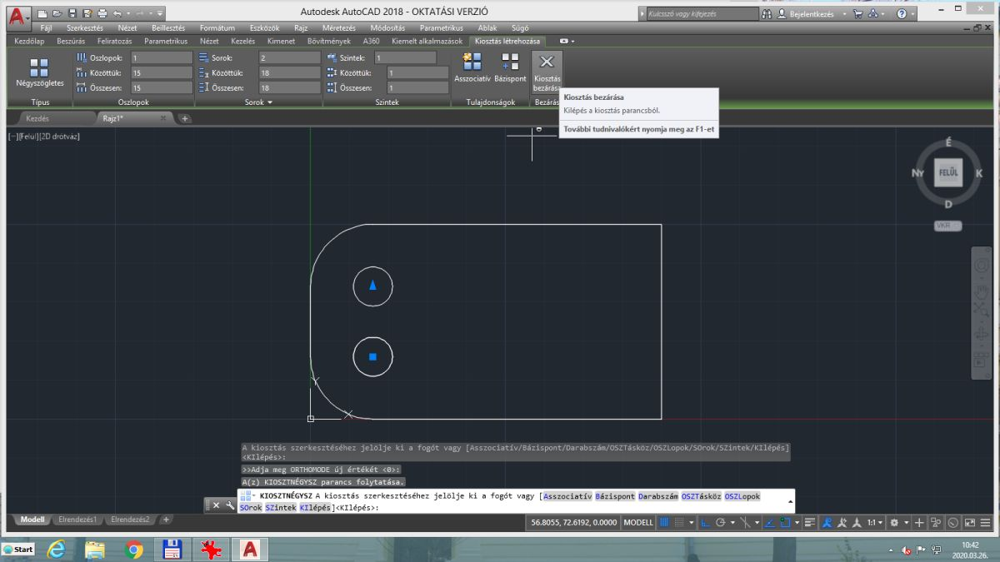 Autodesk AutoCAD 2018 - OKTATÁSI VERZIÓ
Kulcsszó vagy kifejezés
Bejelentkezés
Fájl Szerkesztés Nézet Beillesztés Formátum Eszközök Rajz Méretezés Módosítás Parametrikus Ablak Súgó
Kezdőlap Beszúrás Feliratozás Parametrikus Nézet Kezelés Kimenet Bővítmények A360 Kiemelt alkalmazások Kiosztás létrehozása
Oszlopok: 1 Sorok: 2 Szintek: 1
Közöttük: 15 Közöttük: 18 Közöttük: 1
Összesen: 15 Összesen: 18 Összesen: 1
Négyszögletes
Asszociatív Bázispont Kiosztás bezárása
Típus Oszlopok Sorok Szintek Tulajdonságok Bezárás
Kiosztás bezárása
Kilépés a kiosztás parancsból.
További tudnivalókért nyomja meg az F1-et
Kezdés Rajz1*
[−][Felül][2D drótváz]
É
Ny FELÜL K
D
VKR
Y
X
A kiosztás szerkesztéséhez jelölje ki a fogót vagy [Asszociatív/Bázispont/Darabszám/OSZTásköz/OSZLopok/SOrok/SZintek/KIlépés]
<KIlépés>:
>>Adja meg ORTHOMODE új értékét <0>:
A(z) KIOSZTNÉGYSZ parancs folytatása.
KIOSZTNÉGYSZ A kiosztás szerkesztéséhez jelölje ki a fogót vagy [Asszociatív Bázispont Darabszám OSZTásköz OSZLopok
SOrok SZintek KIlépés]<KIlépés>:
Modell Elrendezés1 Elrendezés2
56.8055, 72.6192, 0.0000 MODELL 1:1
Start
10:42
2020.03.26.